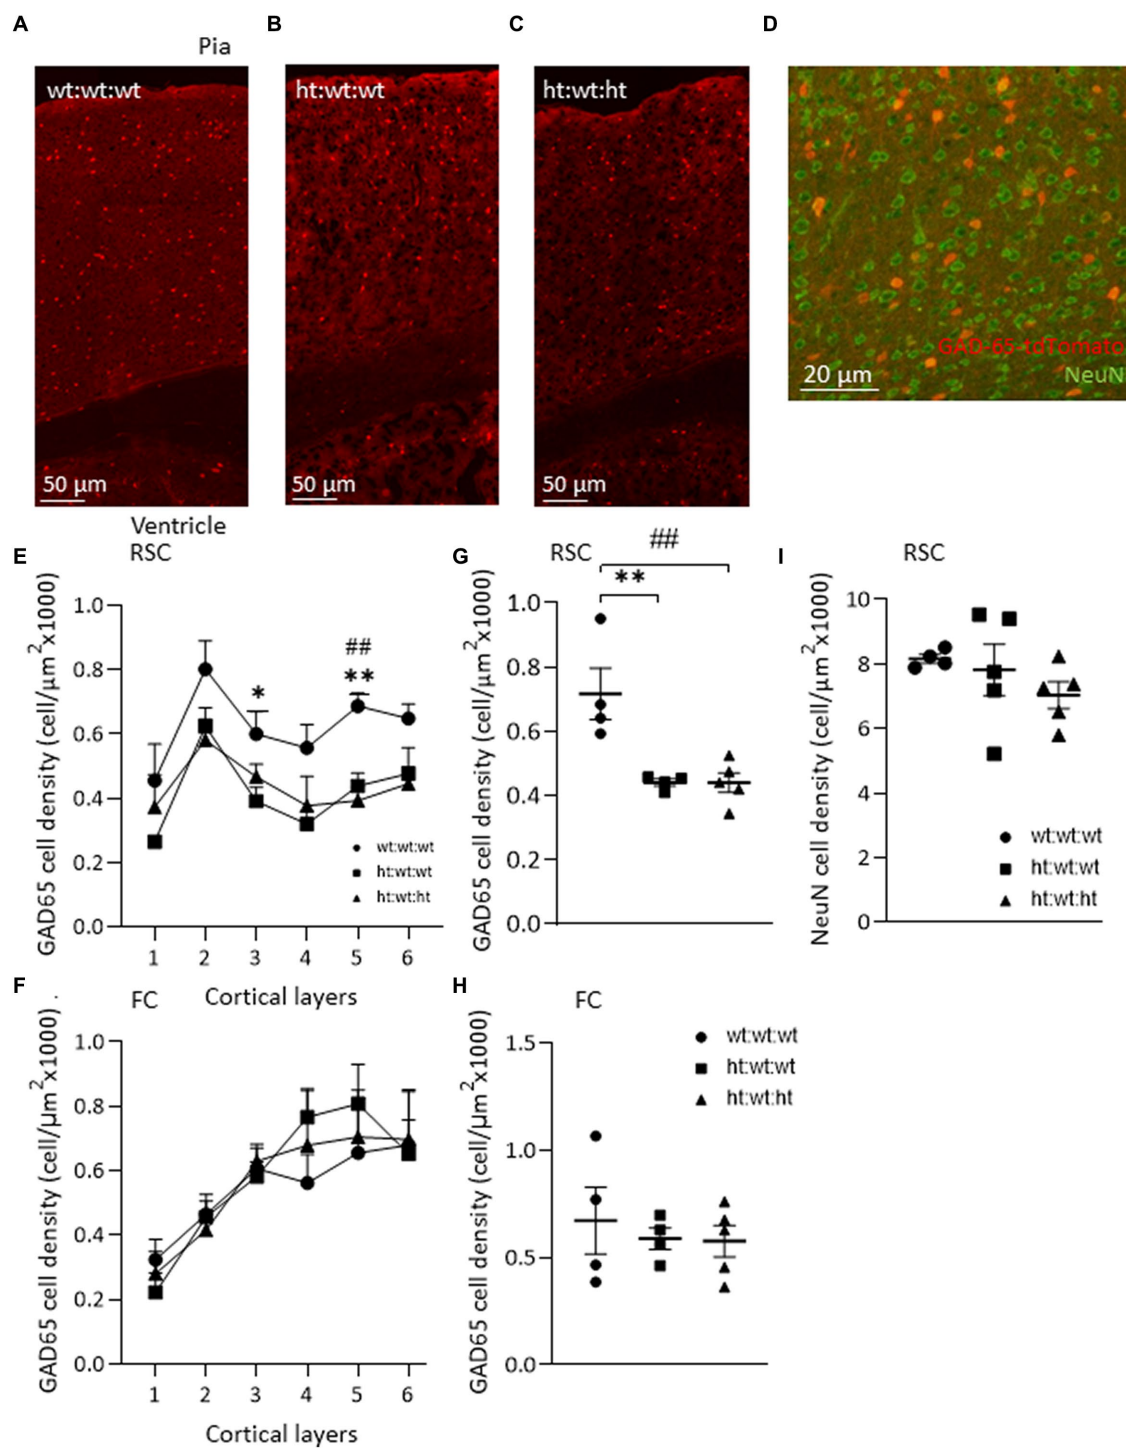 A
B
C
D
Pia
wt:wt:wt
ht:wt:wt
ht:wt:ht
GAD-65-tdTomato
20 µm
NeuN
50 µm
50 µm
50 µm
Ventricle
E
RSC
GAD65 cell density (cell/µm²x1000)
1.0
0.8
0.6
0.4
0.2
0.0
*
##
**
wt:wt:wt
ht:wt:wt
ht:wt:ht
1 2 3 4 5 6
Cortical layers
G
RSC
##
**
GAD65 cell density (cell/µm²x1000)
1.0
0.8
0.6
0.4
0.2
0.0
I
RSC
NeuN cell density (cell/µm²x1000)
10
8
6
4
2
0
wt:wt:wt
ht:wt:wt
ht:wt:ht
F
FC
GAD65 cell density (cell/µm²x1000) .
1.0
0.8
0.6
0.4
0.2
0.0
1 2 3 4 5 6
Cortical layers
H
FC
GAD65 cell density (cell/µm²x1000)
1.5
1.0
0.5
0.0
wt:wt:wt
ht:wt:wt
ht:wt:ht